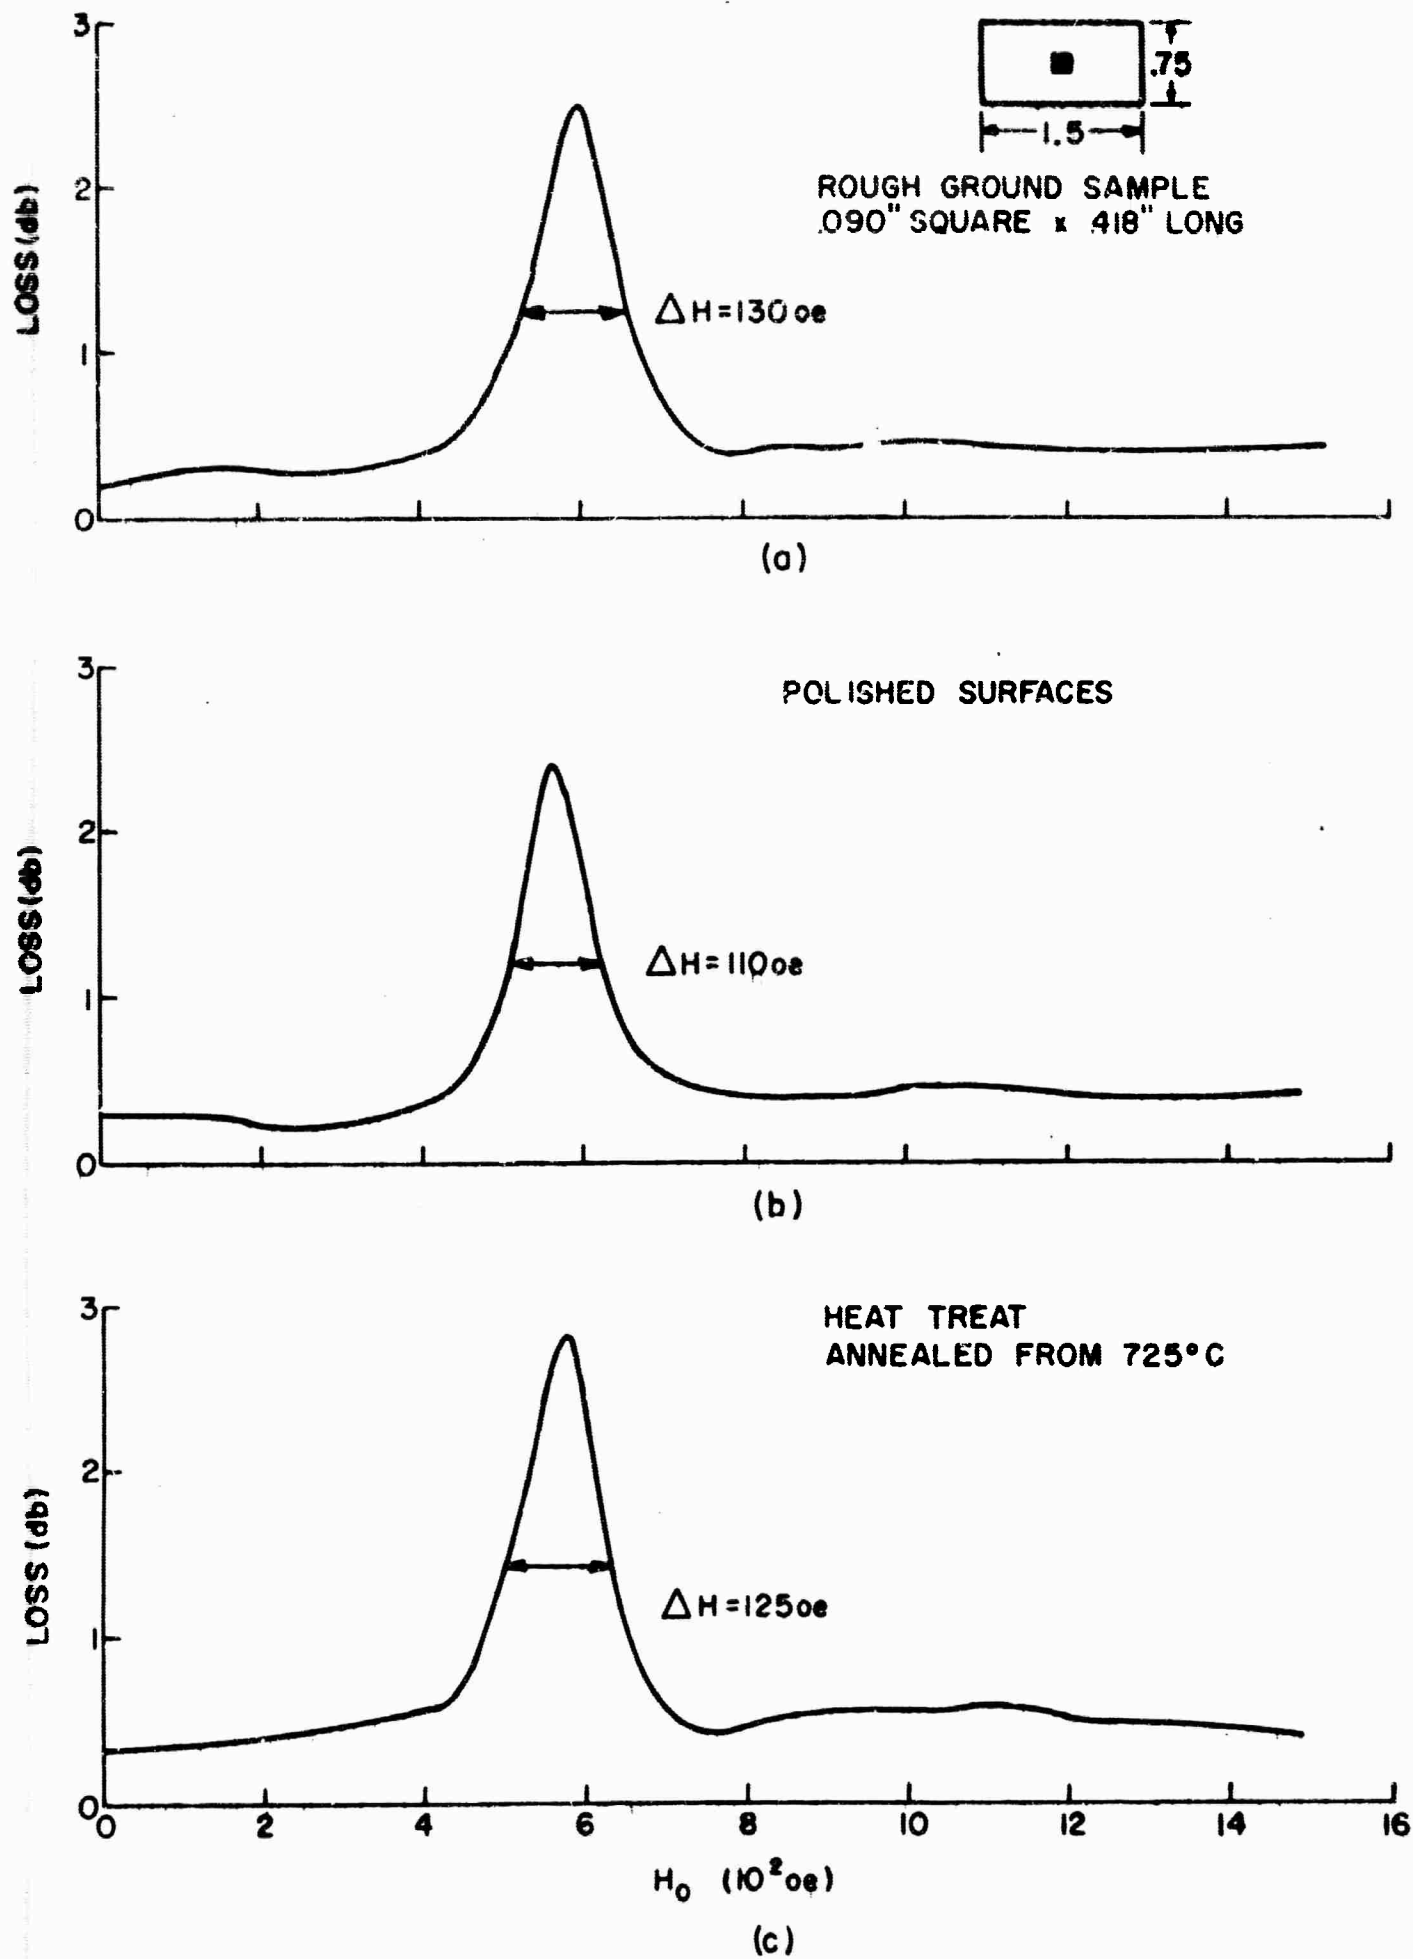 3
2
1
0
LOSS (db)
.75
1.5
ROUGH GROUND SAMPLE
.090" SQUARE x .418" LONG
ΔH=130 oe
(a)
3
2
1
0
LOSS (db)
POLISHED SURFACES
ΔH=110 oe
(b)
3
2
1
0
LOSS (db)
HEAT TREAT
ANNEALED FROM 725°C
ΔH=125 oe
0 2 4 6 8 10 12 14 16
H₀ (10² oe)
(c)